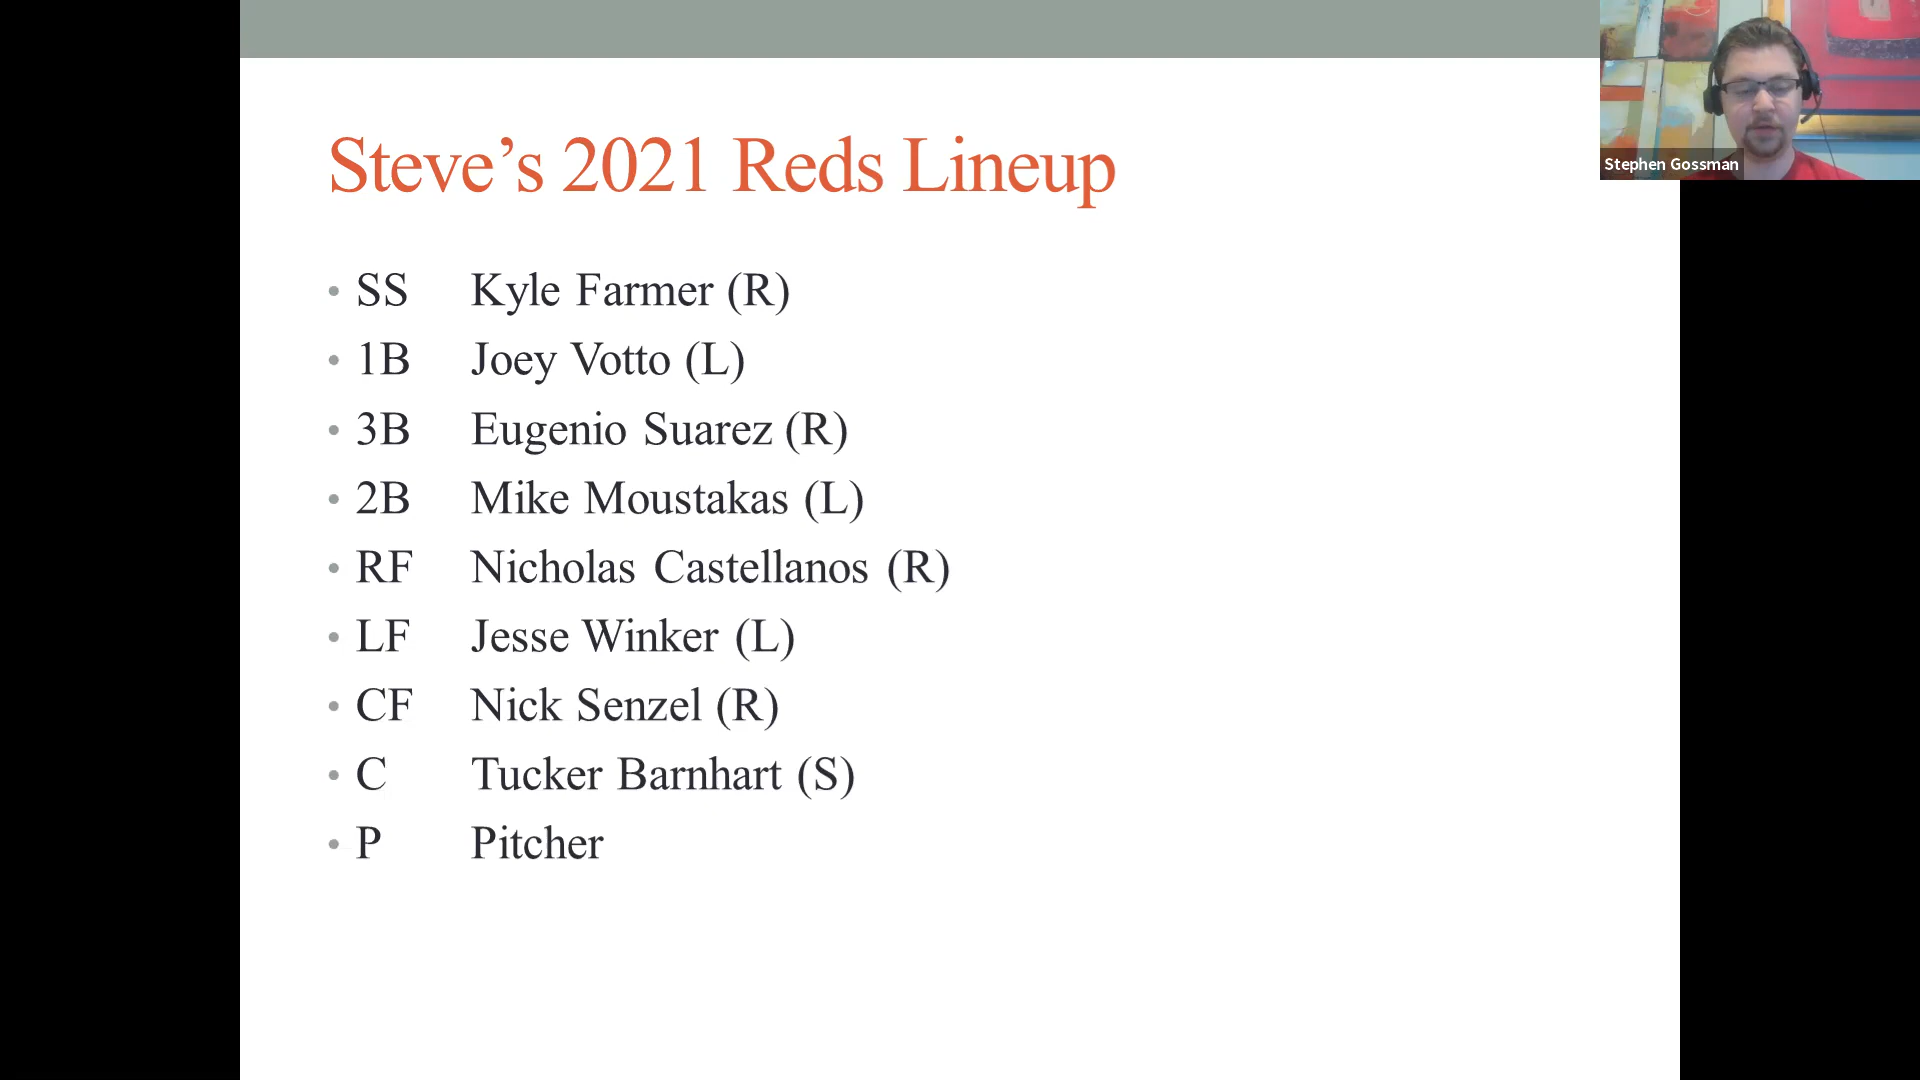 Steve’s 2021 Reds Lineup
• SS Kyle Farmer (R)
• 1B Joey Votto (L)
• 3B Eugenio Suarez (R)
• 2B Mike Moustakas (L)
• RF Nicholas Castellanos (R)
• LF Jesse Winker (L)
• CF Nick Senzel (R)
• C Tucker Barnhart (S)
• P Pitcher
Stephen Gossman